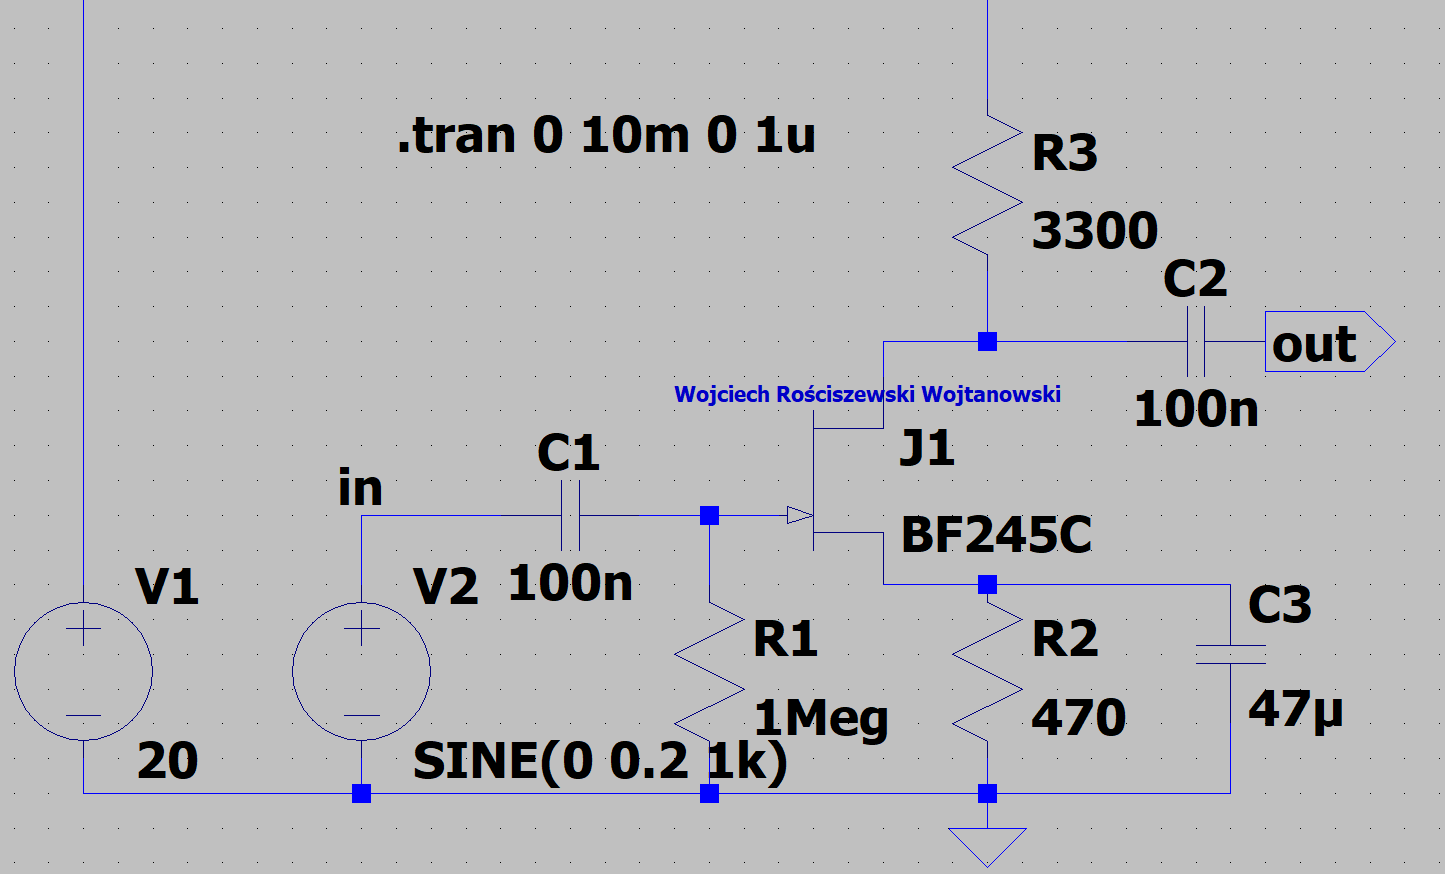 .tran 0 10m 0 1u
R3
3300
C2
100n
out
Wojciech Rościszewski Wojtanowski
J1
BF245C
in
C1
100n
V1
20
V2
SINE(0 0.2 1k)
R1
1Meg
R2
470
C3
47µ